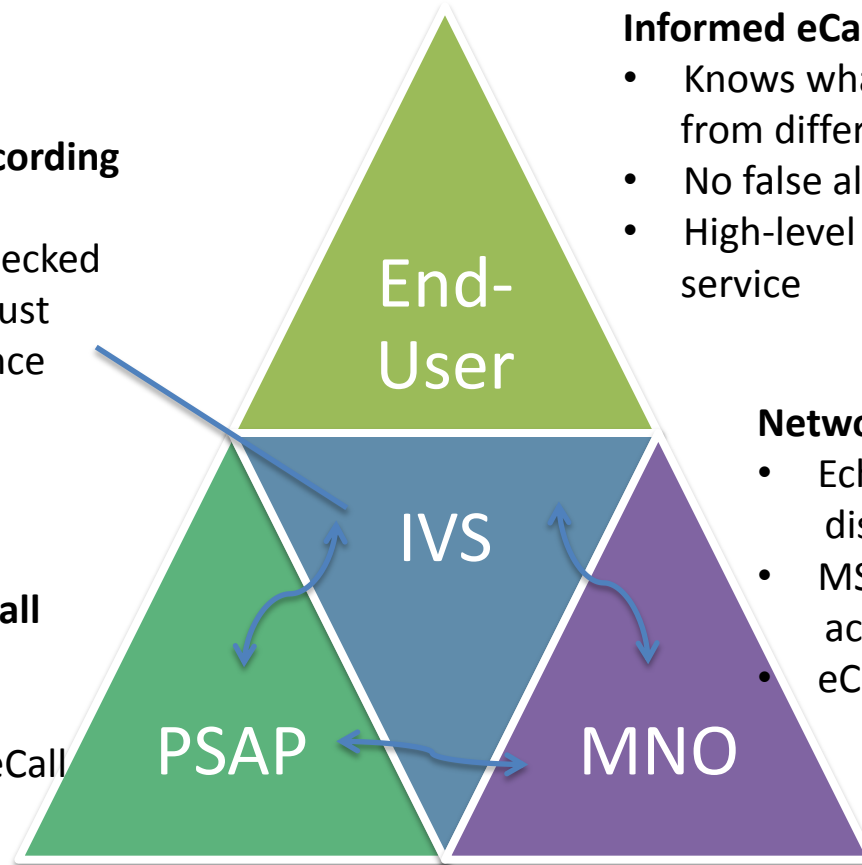 Informed eCa
• Knows wha
from differ
• No false al
• High-level
service
cording
ecked
ust
nce
End-
User
Netwo
• Ech
dis
• MS
ac
• eC
IVS
all
eCall
PSAP
MNO